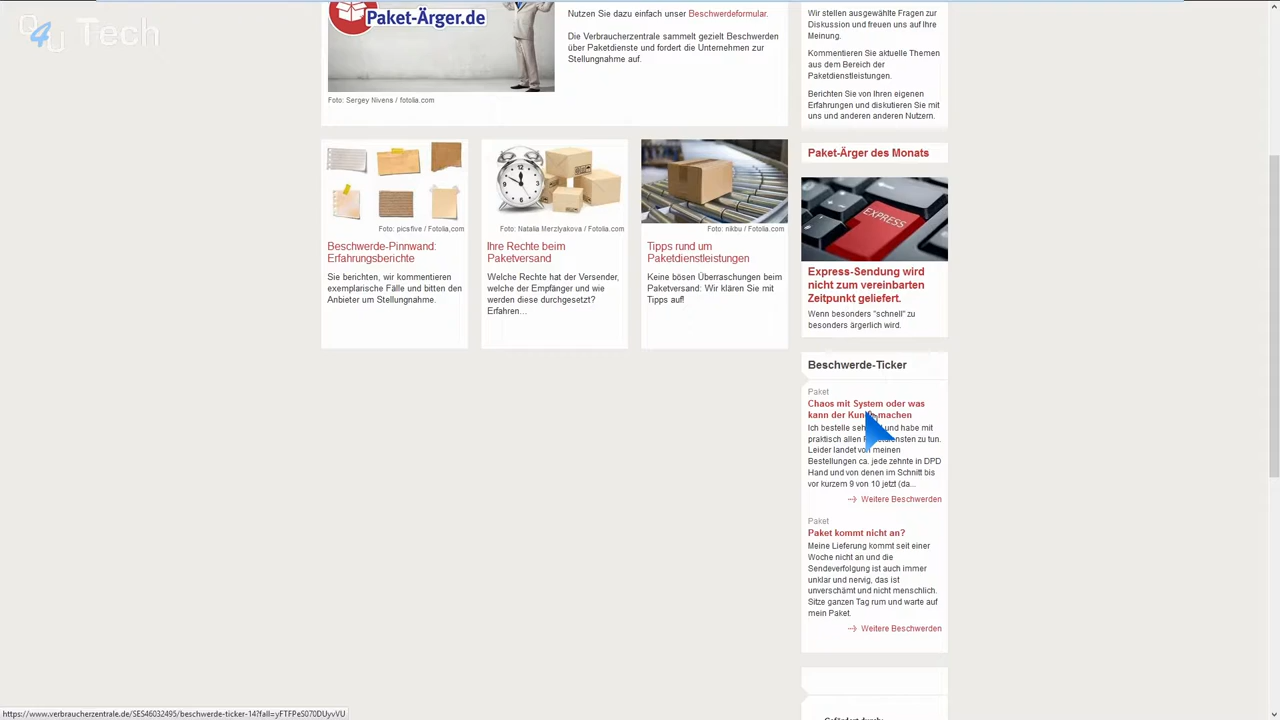 4U Tech
Paket-Ärger.de
Foto: Sergey Nivens / fotolia.com
Nutzen Sie dazu einfach unser Beschwerdeformular.
Die Verbraucherzentrale sammelt gezielt Beschwerden
über Paketdienste und fordert die Unternehmen zur
Stellungnahme auf.
Foto: picsfive / Fotolia.com
Beschwerde-Pinnwand:
Erfahrungsberichte
Sie berichten, wir kommentieren
exemplarische Fälle und bitten den
Anbieter um Stellungnahme.
Foto: Natalia Merzlyakova / Fotolia.com
Ihre Rechte beim
Paketversand
Welche Rechte hat der Versender,
welche der Empfänger und wie
werden diese durchgesetzt?
Erfahren...
Foto: nikbu / Fotolia.com
Tipps rund um
Paketdienstleistungen
Keine bösen Überraschungen beim
Paketversand: Wir klären Sie mit
Tipps auf!
Wir stellen ausgewählte Fragen zur
Diskussion und freuen uns auf Ihre
Meinung.
Kommentieren Sie aktuelle Themen
aus dem Bereich der
Paketdienstleistungen.
Berichten Sie von Ihren eigenen
Erfahrungen und diskutieren Sie mit
uns und anderen anderen Nutzern.
Paket-Ärger des Monats
EXPRESS
Express-Sendung wird
nicht zum vereinbarten
Zeitpunkt geliefert.
Wenn besonders "schnell" zu
besonders ärgerlich wird.
Beschwerde-Ticker
Paket
Chaos mit System oder was
kann der machen
Ich bestelle und habe mit
praktisch allen zu tun.
Leider landet meinen
Bestellungen ca. jede zehnte in DPD
Hand und von denen im Schnitt bis
vor kurzem 9 von 10 jetzt (da...
Weitere Beschwerden
Paket
Paket kommt nicht an?
Meine Lieferung kommt seit einer
Woche nicht an und die
Sendeverfolgung ist auch immer
unklar und nervig, das ist
unverschämt und nicht menschlich.
Sitze ganzen Tag rum und warte auf
mein Paket.
Weitere Beschwerden
https://www.verbraucherzentrale.de/SES46032495/beschwerde-ticker-14?fall=yFTFPeS070DUyvVU